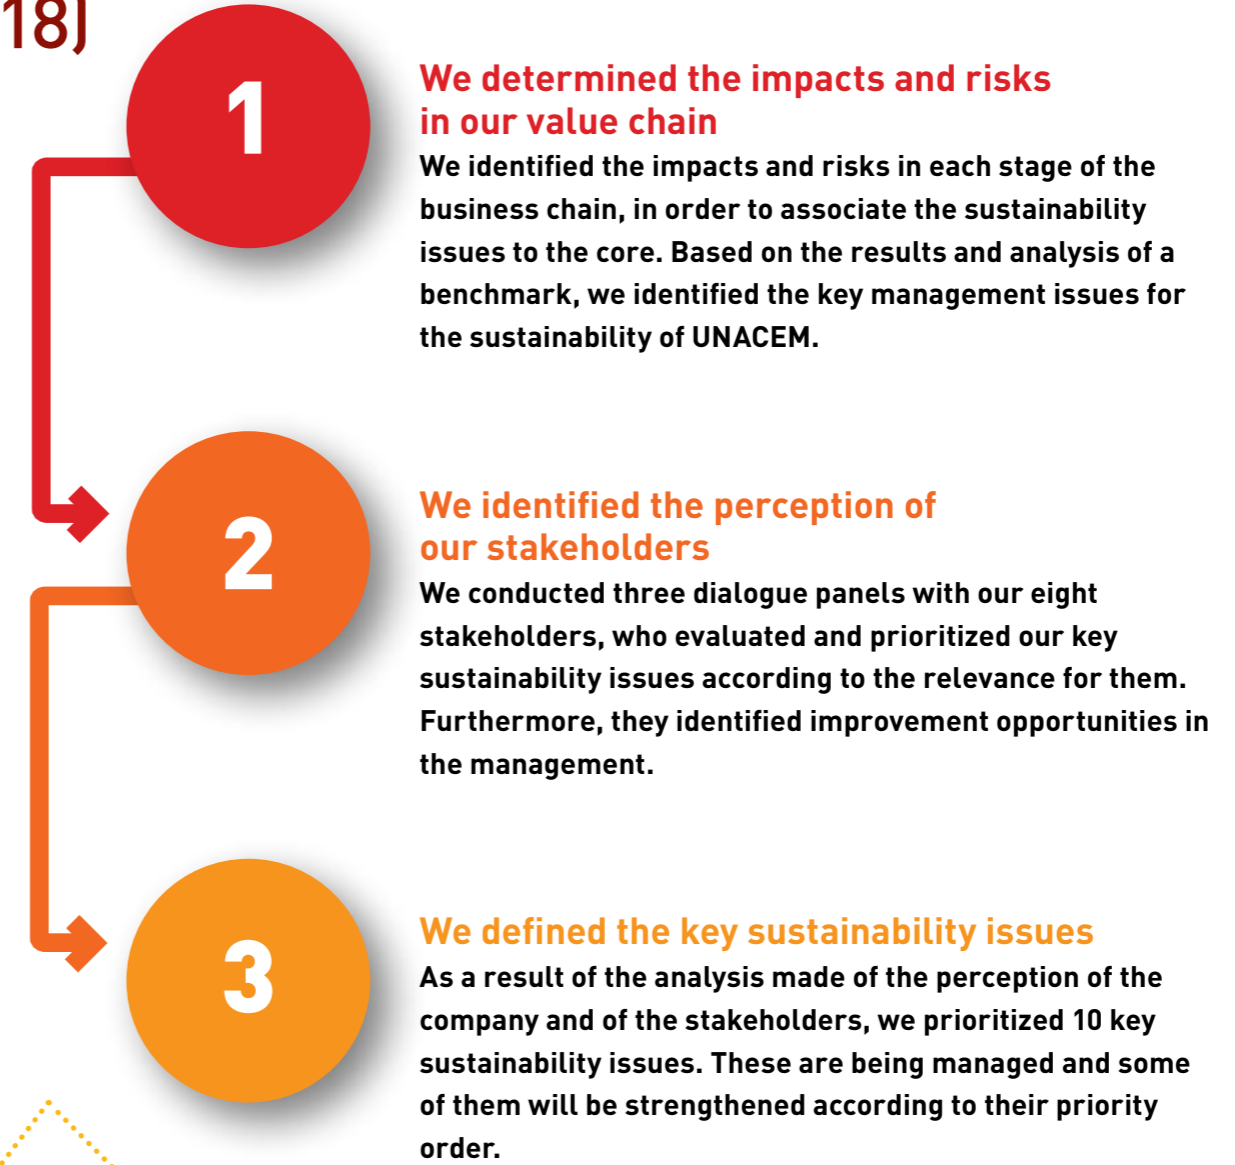 18)
1
We determined the impacts and risks
in our value chain
We identified the impacts and risks in each stage of the
business chain, in order to associate the sustainability
issues to the core. Based on the results and analysis of a
benchmark, we identified the key management issues for
the sustainability of UNACEM.
2
We identified the perception of
our stakeholders
We conducted three dialogue panels with our eight
stakeholders, who evaluated and prioritized our key
sustainability issues according to the relevance for them.
Furthermore, they identified improvement opportunities in
the management.
3
We defined the key sustainability issues
As a result of the analysis made of the perception of the
company and of the stakeholders, we prioritized 10 key
sustainability issues. These are being managed and some
of them will be strengthened according to their priority
order.